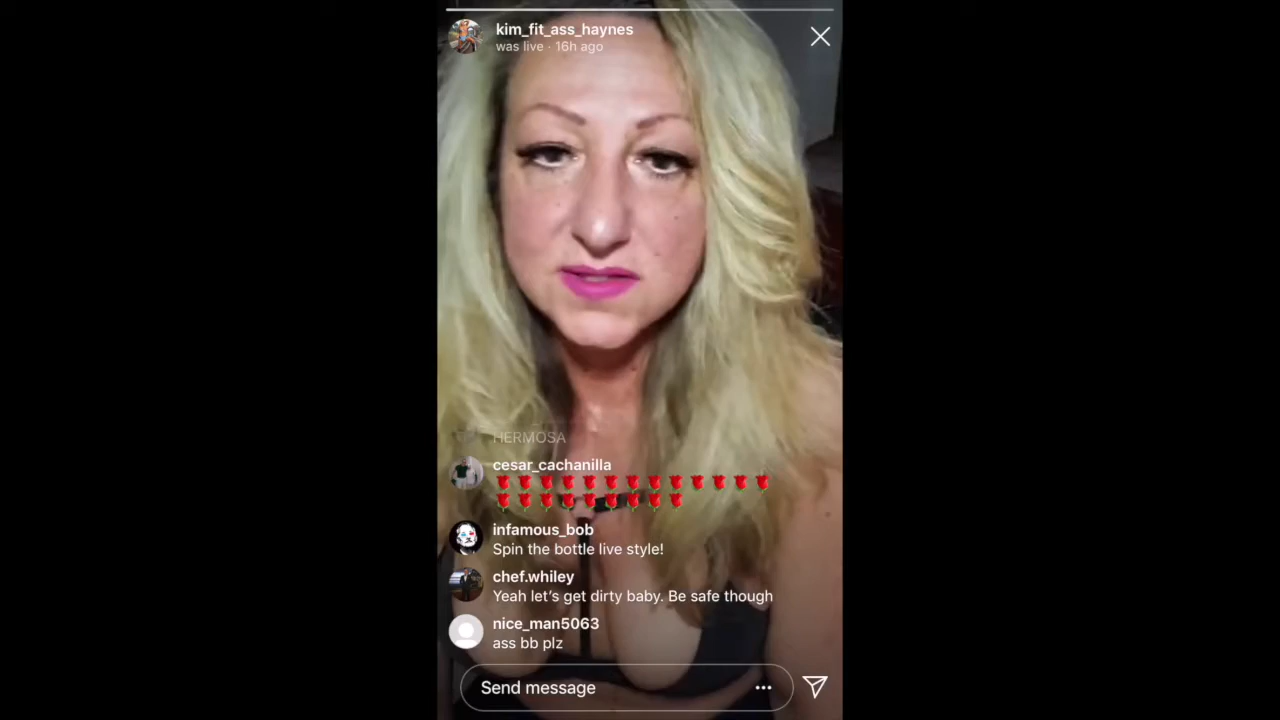 kim_fit_ass_haynes
was live · 16h ago
HERMOSA
cesar_cachanilla
🌹🌹🌹🌹🌹🌹🌹🌹🌹🌹🌹🌹🌹
🌹🌹🌹🌹🌹🌹🌹🌹🌹
infamous_bob
Spin the bottle live style!
chef.whiley
Yeah let’s get dirty baby. Be safe though
nice_man5063
ass bb plz
Send message